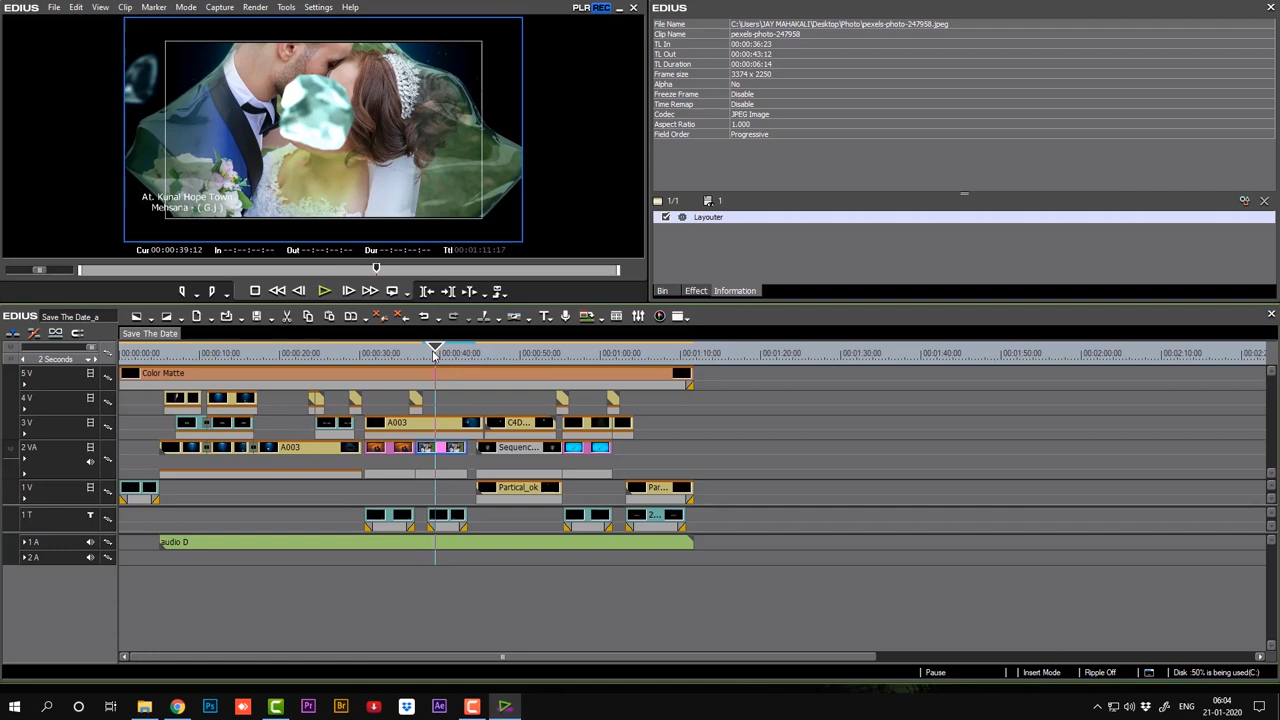 EDIUS File Edit View Clip Marker Mode Capture Render Tools Settings Help
PLR REC
At. Kunal Hope Town
Mehsana - ( G.j )
Cur 00:00:39:12 In --:--:--:-- Out --:--:--:-- Dur --:--:--:-- Ttl 00:01:11:17
EDIUS
File Name C:\Users\JAY MAHAKALI\Desktop\Photo\pexels-photo-247958.jpeg
Clip Name pexels-photo-247958
TL In 00:00:36:23
TL Out 00:00:43:12
TL Duration 00:00:06:14
Frame size 3374 x 2250
Alpha No
Freeze Frame Disable
Time Remap Disable
Codec JPEG Image
Aspect Ratio 1.000
Field Order Progressive
1/1 1
Layouter
Bin Effect Information
EDIUS Save The Date_a
Save The Date
2 Seconds
00:00:00:00 00:00:10:00 00:00:20:00 00:00:30:00 00:00:40:00 00:00:50:00 00:01:00:00 00:01:10:00 00:01:20:00 00:01:30:00 00:01:40:00 00:01:50:00 00:02:00:00 00:02:10:00
5 V Color Matte
4 V
3 V A003 C4D...
2 VA A003 Sequenc...
1 V Partical_ok Par...
1 T 2...
1 A audio D
2 A
Pause Insert Mode Ripple Off Disk :50% is being used(C:)
Ps Pr Br Ae
ENG 06:04
21-01-2020